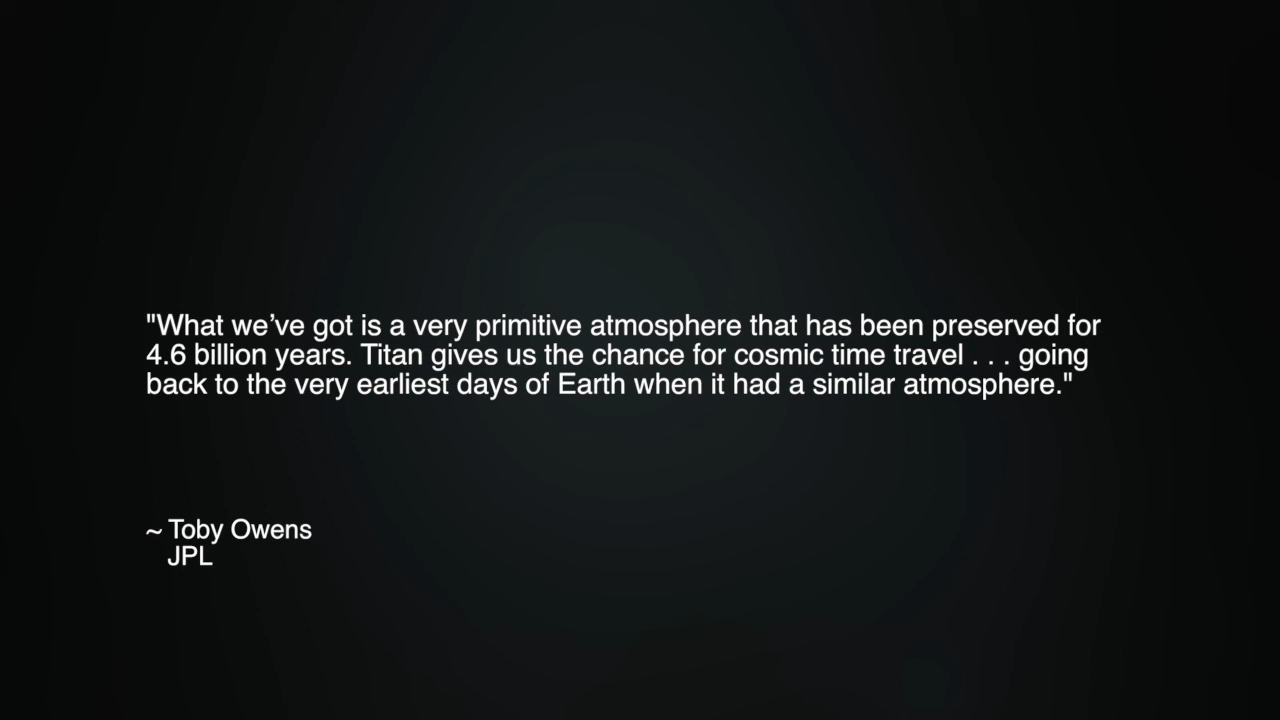 "What we’ve got is a very primitive atmosphere that has been preserved for
4.6 billion years. Titan gives us the chance for cosmic time travel . . . going
back to the very earliest days of Earth when it had a similar atmosphere."
~ Toby Owens
JPL